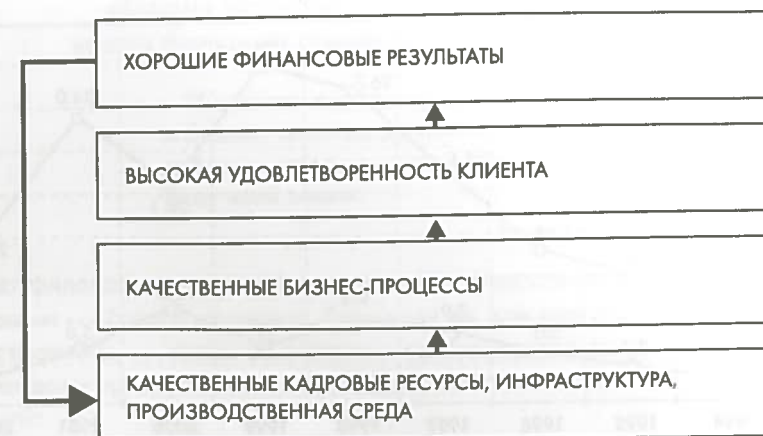 ХОРОШИЕ ФИНАНСОВЫЕ РЕЗУЛЬТАТЫ
ВЫСОКАЯ УДОВЛЕТВОРЕННОСТЬ КЛИЕНТА
КАЧЕСТВЕННЫЕ БИЗНЕС-ПРОЦЕССЫ
КАЧЕСТВЕННЫЕ КАДРОВЫЕ РЕСУРСЫ, ИНФРАСТРУКТУРА,
ПРОИЗВОДСТВЕННАЯ СРЕДА